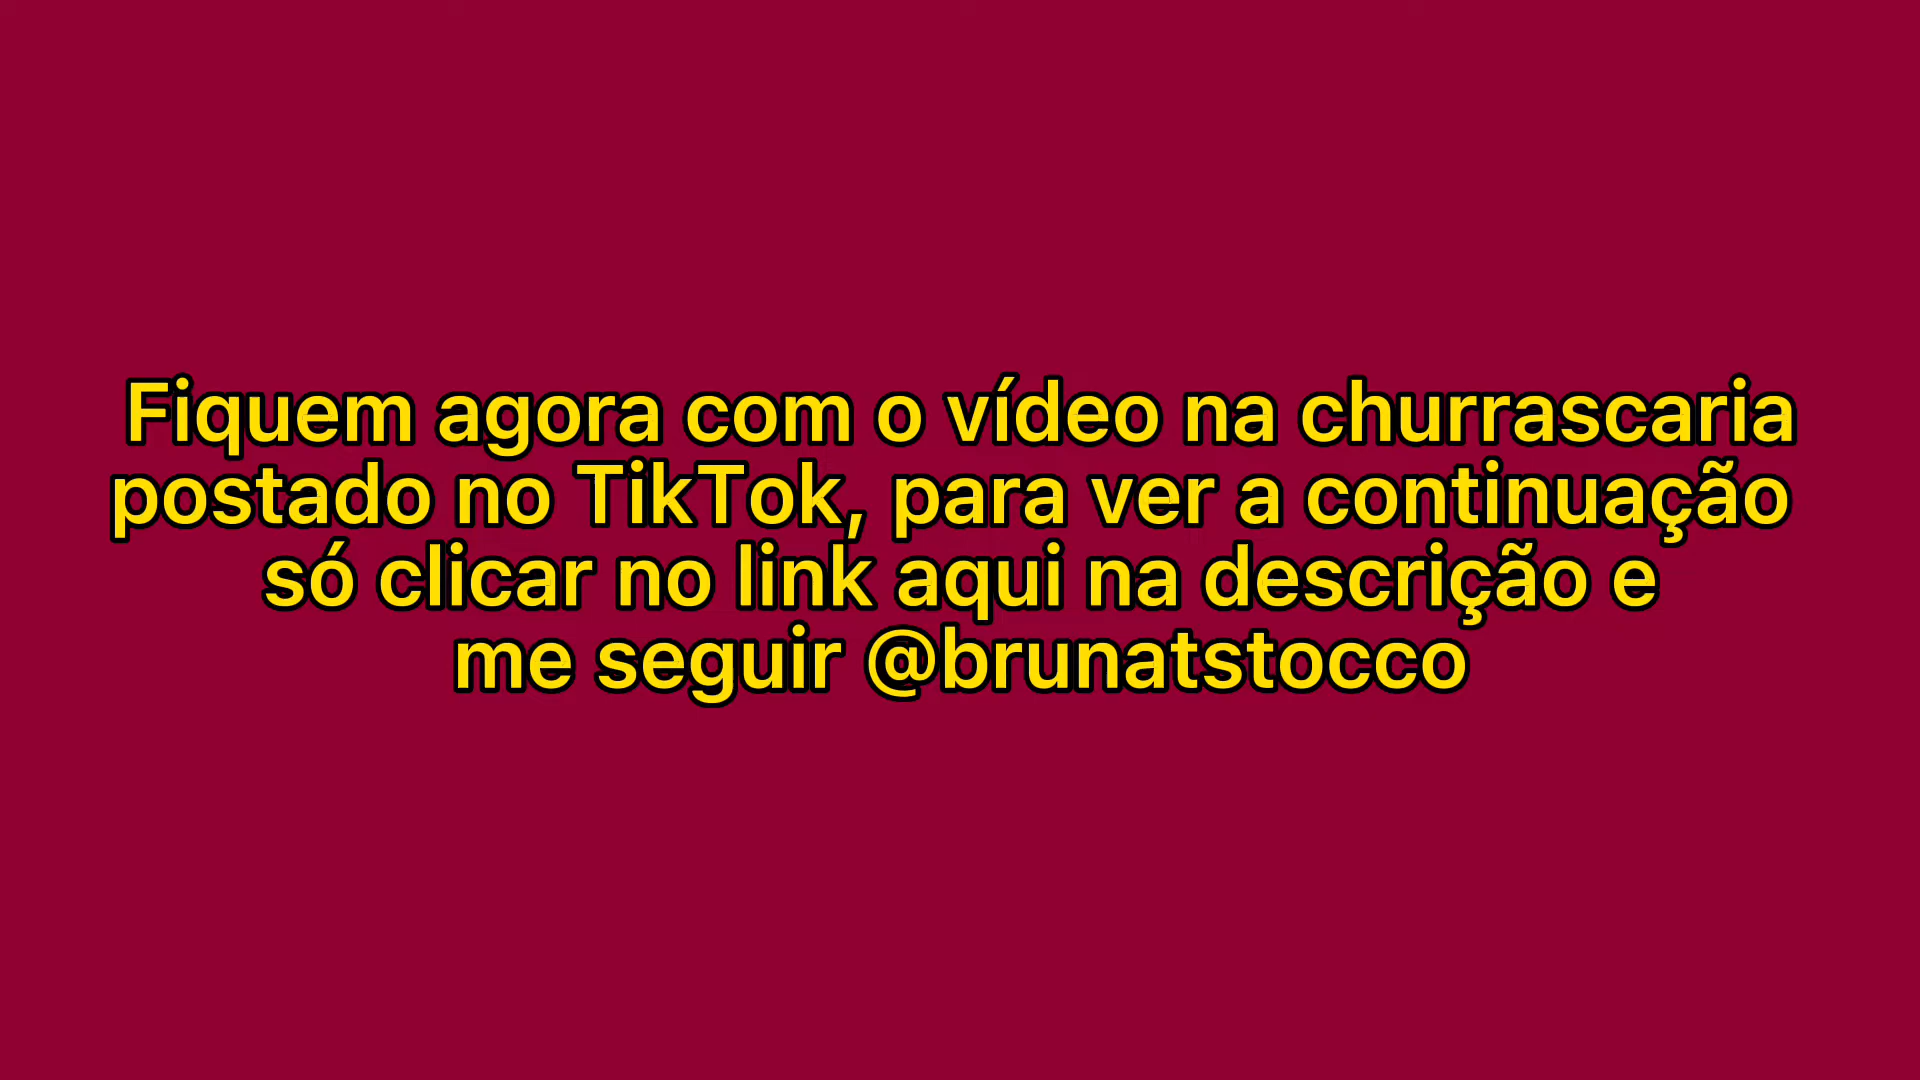 Fiquem agora com o vídeo na churrascaria
postado no TikTok, para ver a continuação
só clicar no link aqui na descrição e
me seguir @brunatstocco